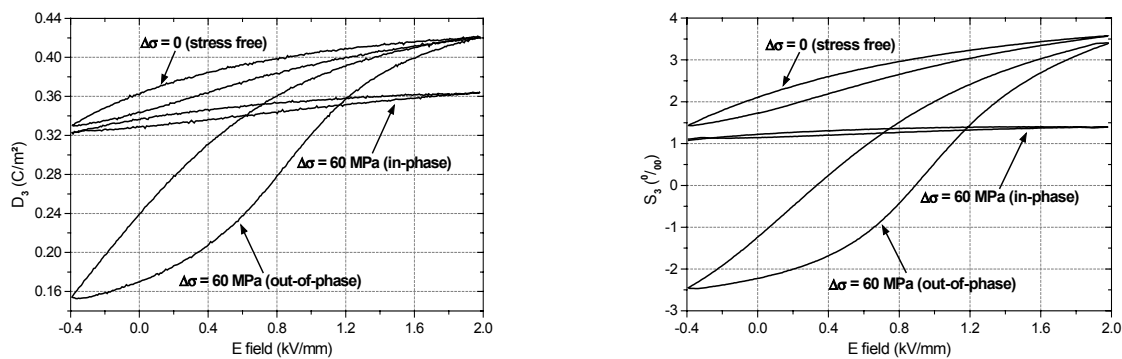 0.44
0.40
0.36
0.32
0.28
0.24
0.20
0.16
D3 (C/m²)
Δσ = 0 (stress free)
Δσ = 60 MPa (in-phase)
Δσ = 60 MPa (out-of-phase)
-0.4 0.0 0.4 0.8 1.2 1.6 2.0
E field (kV/mm)
4
3
2
1
0
-1
-2
-3
S3 (0/00)
Δσ = 0 (stress free)
Δσ = 60 MPa (in-phase)
Δσ = 60 MPa (out-of-phase)
-0.4 0.0 0.4 0.8 1.2 1.6 2.0
E field (kV/mm)